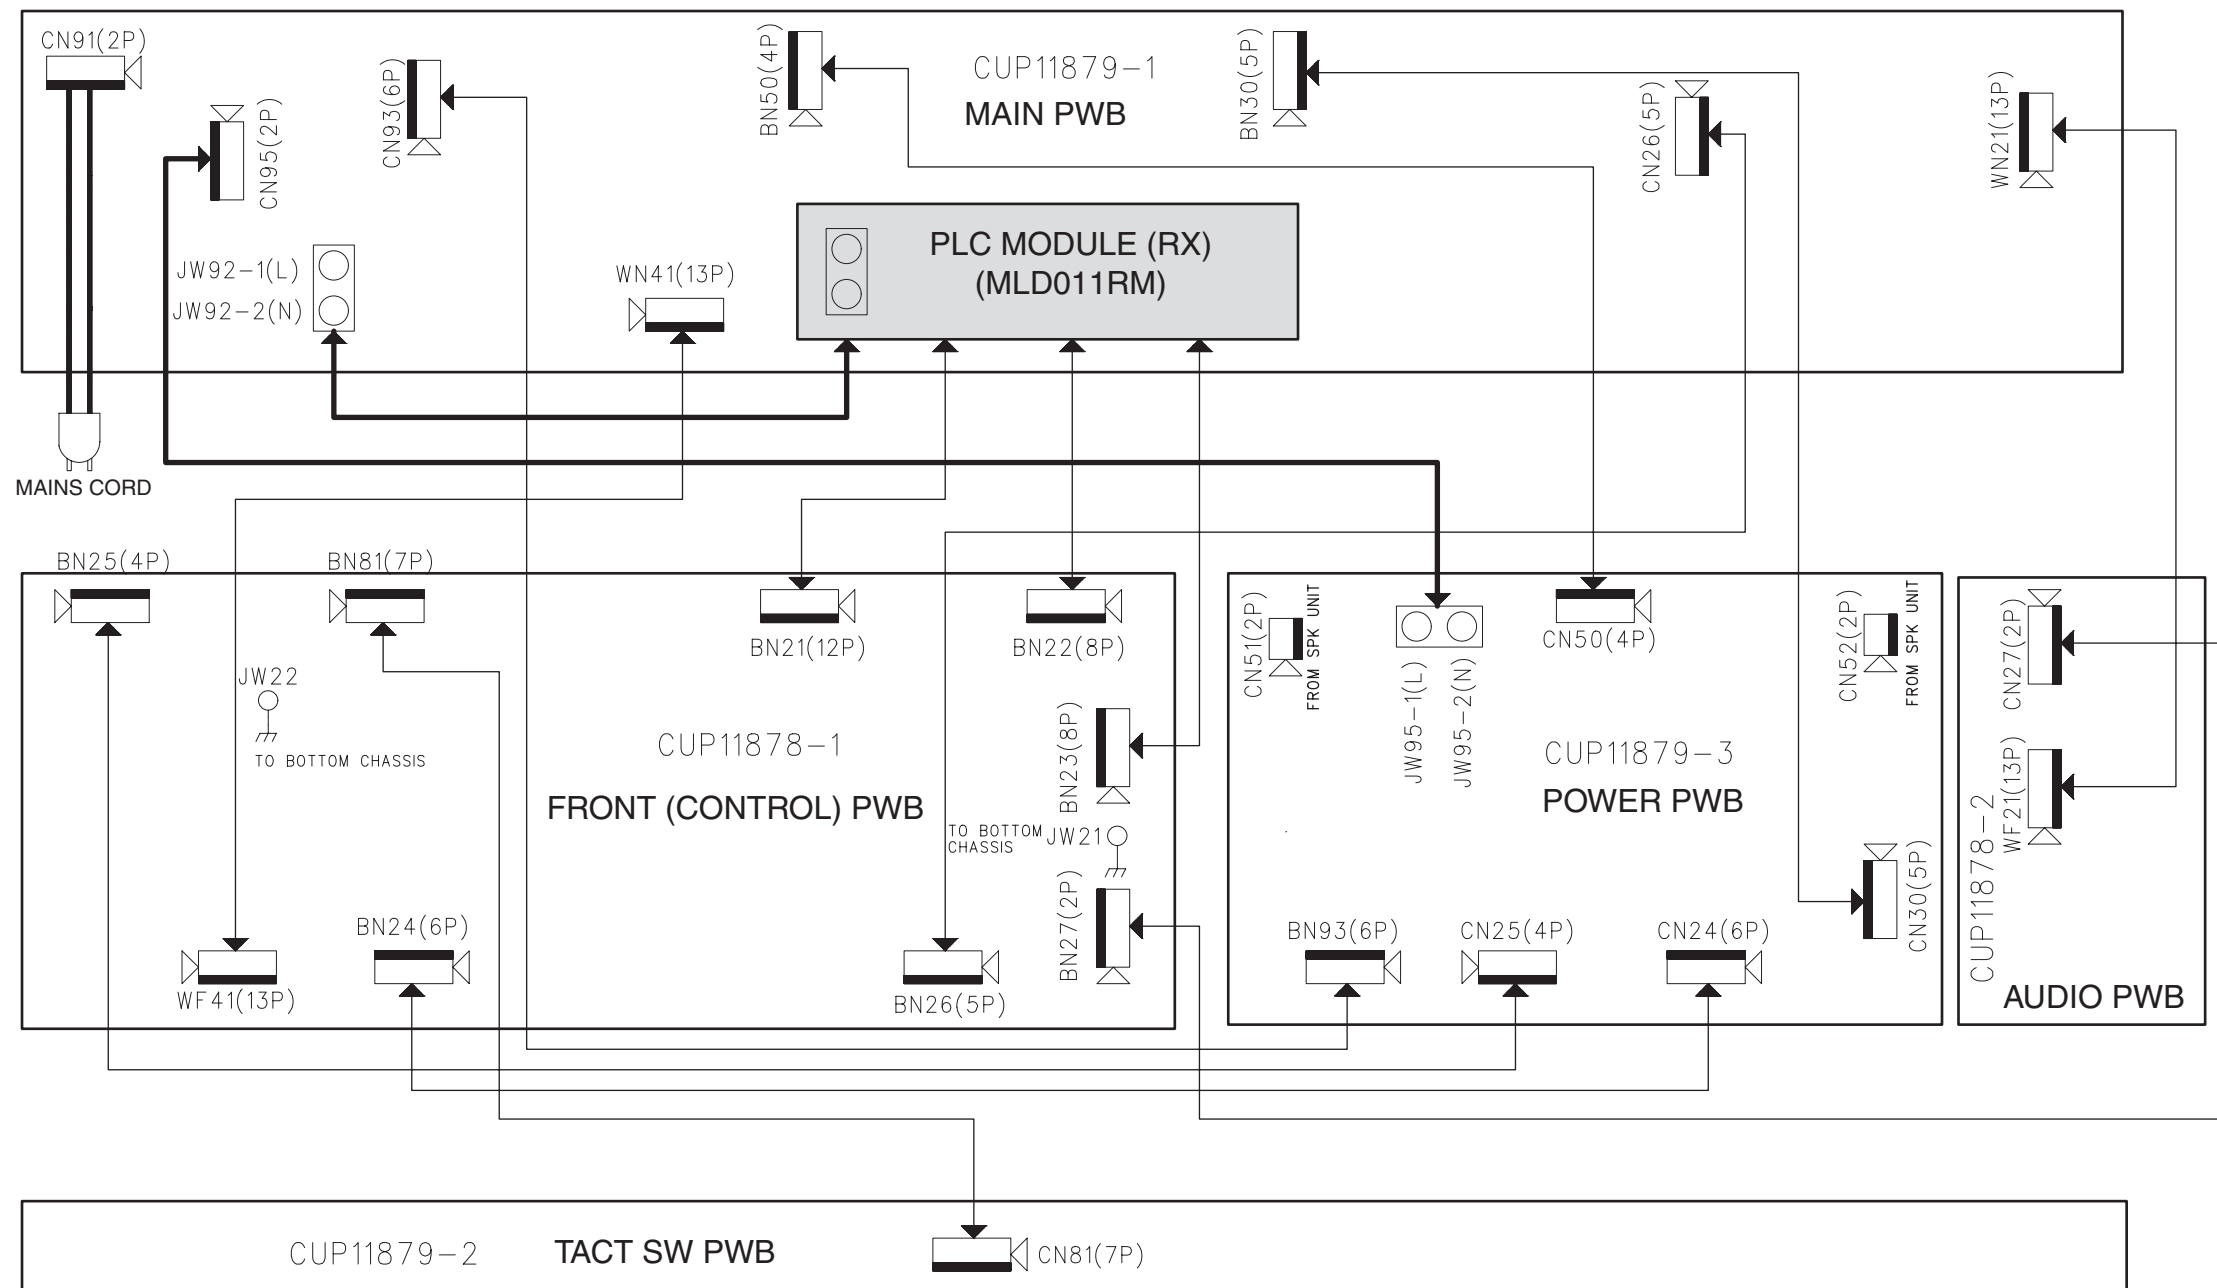 CN91(2P)
CN95(2P)
CN93(6P)
BN50(4P)
CUP11879-1
MAIN PWB
BN30(5P)
CN26(5P)
WN21(13P)
JW92-1(L)
JW92-2(N)
WN41(13P)
PLC MODULE (RX)
(MLD011RM)
MAINS CORD
BN25(4P)
BN81(7P)
BN21(12P)
BN22(8P)
JW22
TO BOTTOM CHASSIS
CUP11878-1
FRONT (CONTROL) PWB
BN23(8P)
TO BOTTOM
CHASSIS
JW21
BN27(2P)
WF41(13P)
BN24(6P)
BN26(5P)
CN51(2P)
FROM SPK UNIT
JW95-1(L)
JW95-2(N)
CN50(4P)
CN52(2P)
FROM SPK UNIT
CUP11879-3
POWER PWB
BN93(6P)
CN25(4P)
CN24(6P)
CN30(5P)
CN27(2P)
WF21(13P)
CUP11878-2
AUDIO PWB
CUP11879-2
TACT SW PWB
CN81(7P)